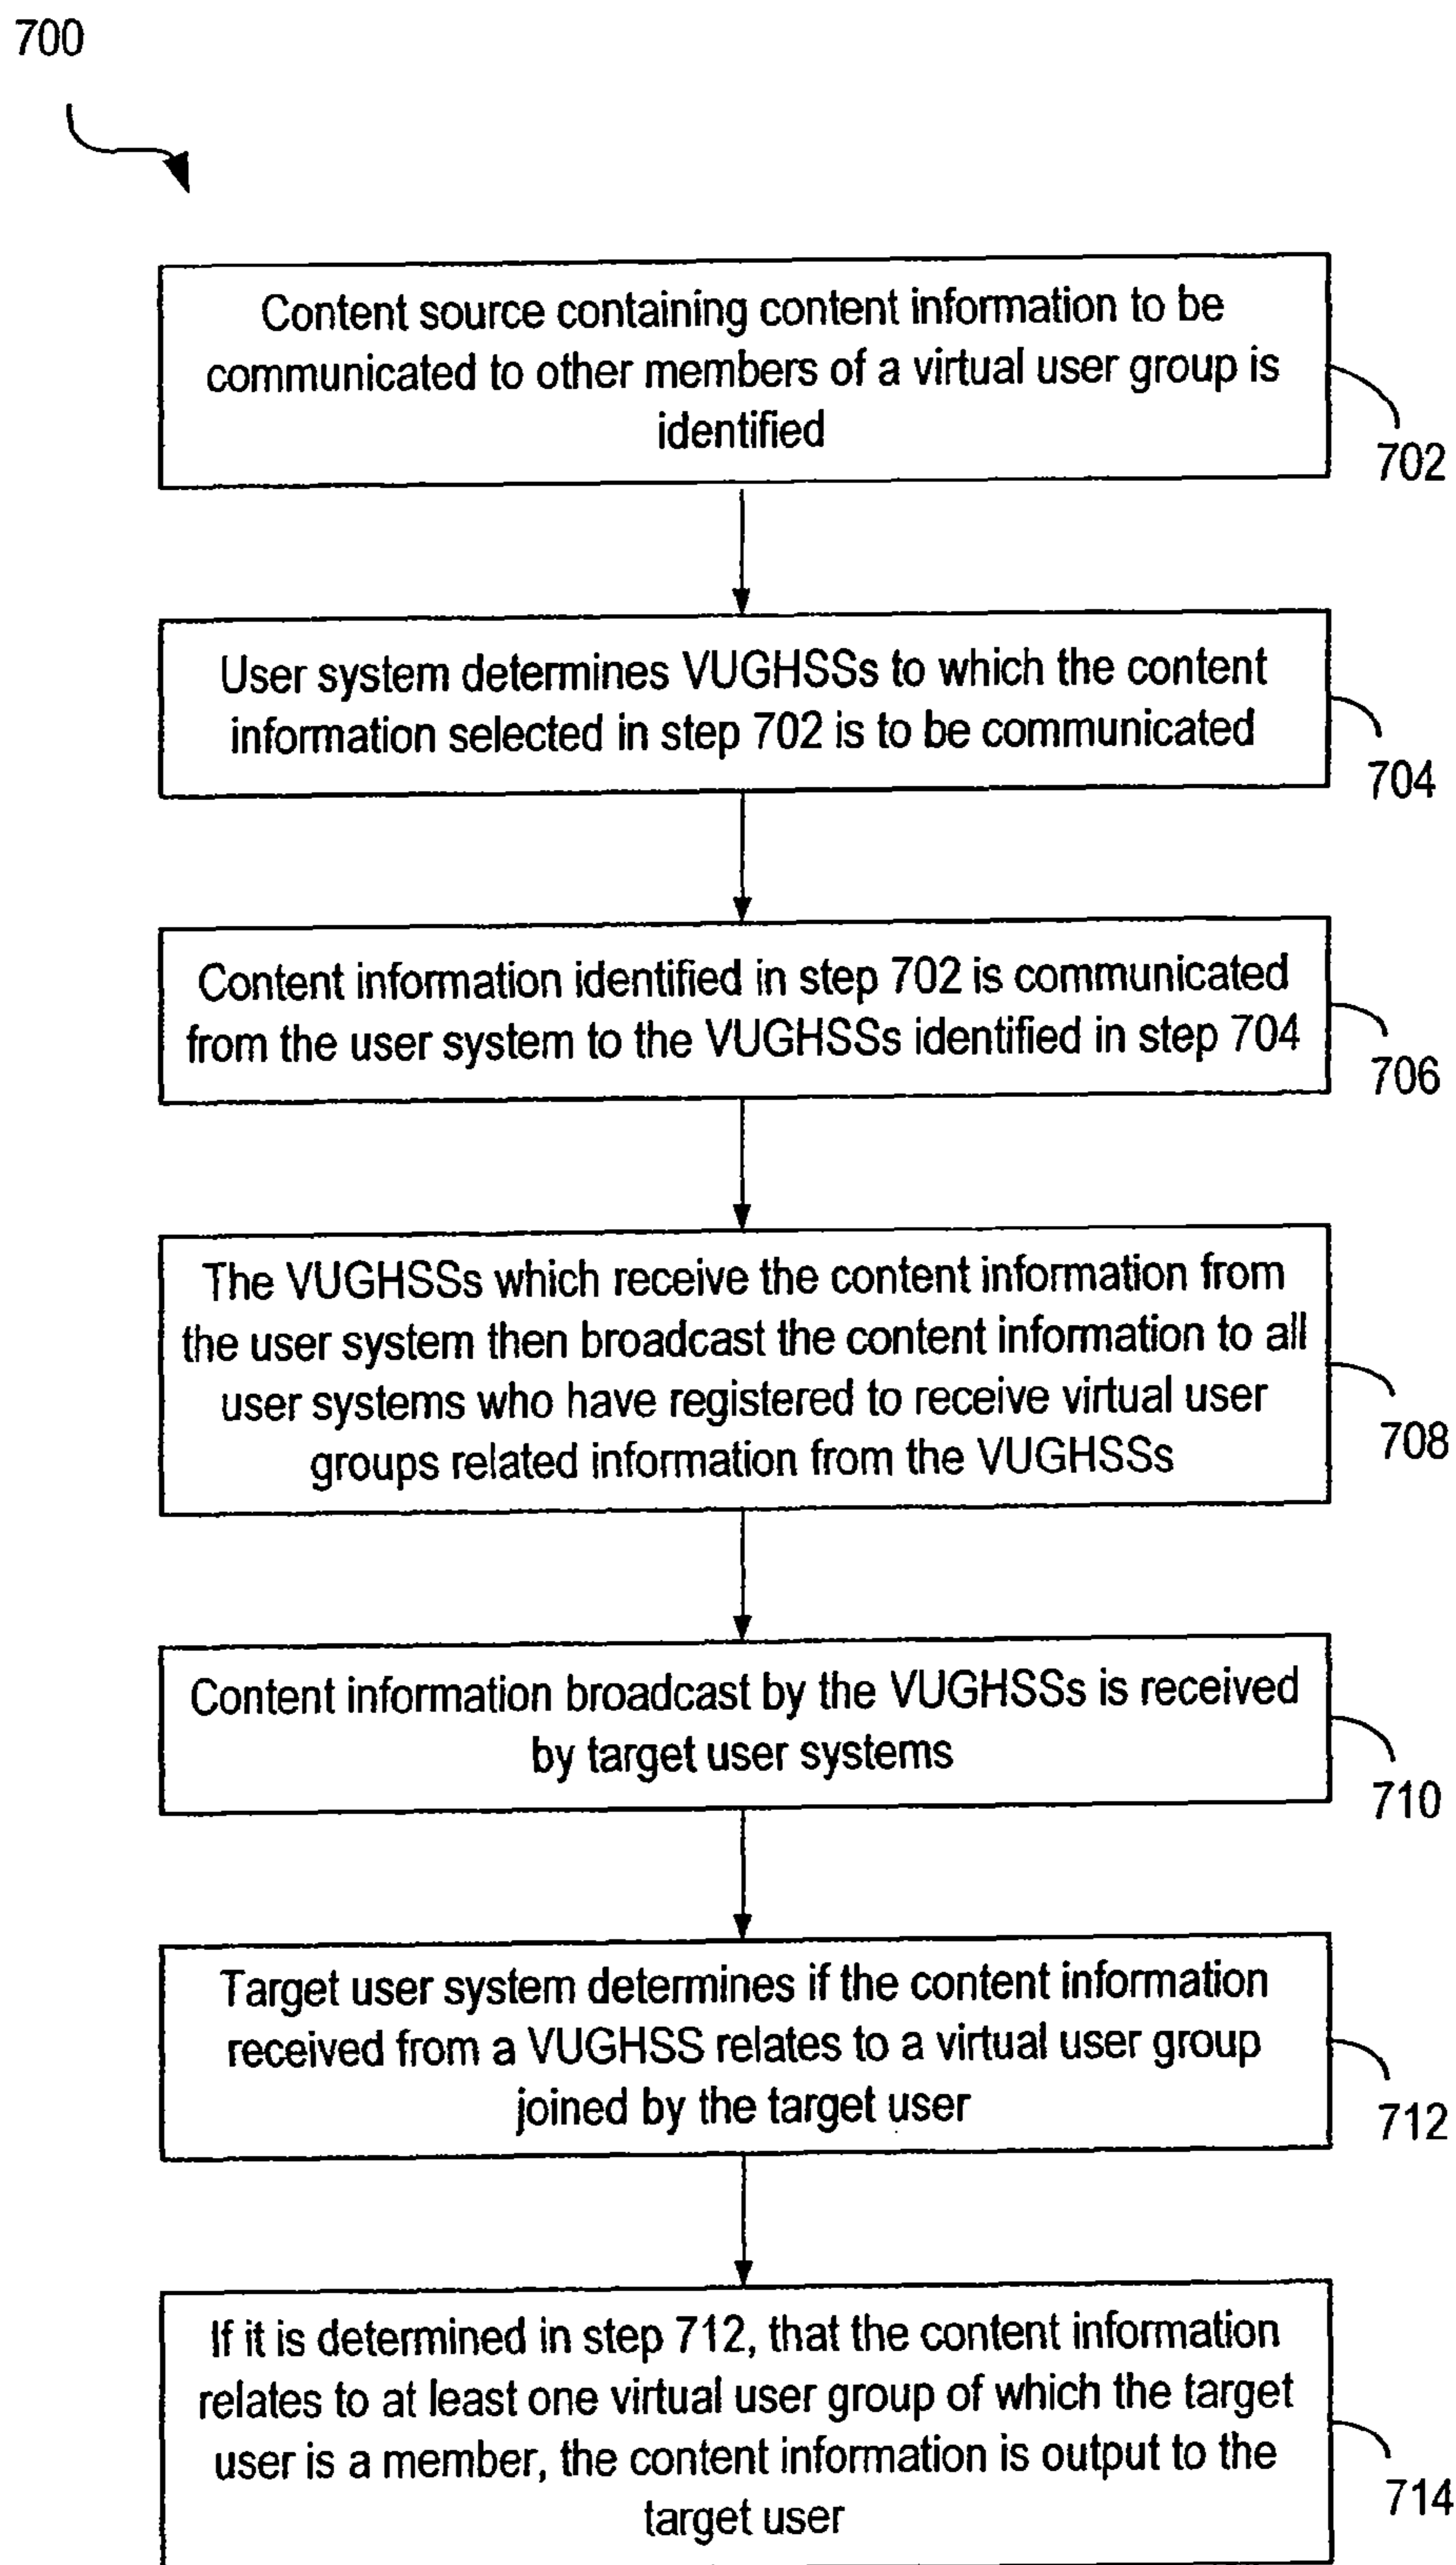 700
Content source containing content information to be
communicated to other members of a virtual user group is
identified
702
User system determines VUGHSSs to which the content
information selected in step 702 is to be communicated
704
Content information identified in step 702 is communicated
from the user system to the VUGHSSs identified in step 704
706
The VUGHSSs which receive the content information from
the user system then broadcast the content information to all
user systems who have registered to receive virtual user
groups related information from the VUGHSSs
708
Content information broadcast by the VUGHSSs is received
by target user systems
710
Target user system determines if the content information
received from a VUGHSS relates to a virtual user group
joined by the target user
712
If it is determined in step 712, that the content information
relates to at least one virtual user group of which the target
user is a member, the content information is output to the
target user
714